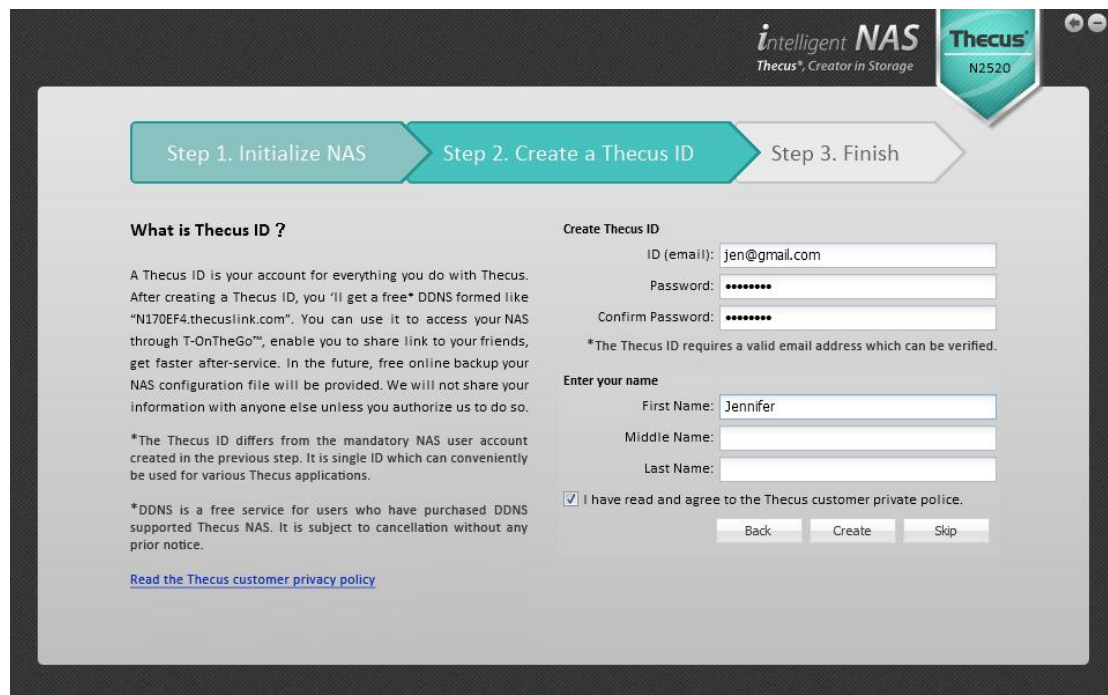 intelligent NAS
Thecus®, Creator in Storage
Thecus®
N2520
Step 1. Initialize NAS
Step 2. Create a Thecus ID
Step 3. Finish
What is Thecus ID ?
A Thecus ID is your account for everything you do with Thecus.
After creating a Thecus ID, you ‘ll get a free* DDNS formed like
“N170EF4.thecuslink.com”. You can use it to access your NAS
through T-OnTheGo™, enable you to share link to your friends,
get faster after-service. In the future, free online backup your
NAS configuration file will be provided. We will not share your
information with anyone else unless you authorize us to do so.
*The Thecus ID differs from the mandatory NAS user account
created in the previous step. It is single ID which can conveniently
be used for various Thecus applications.
*DDNS is a free service for users who have purchased DDNS
supported Thecus NAS. It is subject to cancellation without any
prior notice.
Read the Thecus customer privacy policy
Create Thecus ID
ID (email): jen@gmail.com
Password: ••••••••
Confirm Password: ••••••••
*The Thecus ID requires a valid email address which can be verified.
Enter your name
First Name: Jennifer
Middle Name:
Last Name:
I have read and agree to the Thecus customer private police.
Back Create Skip